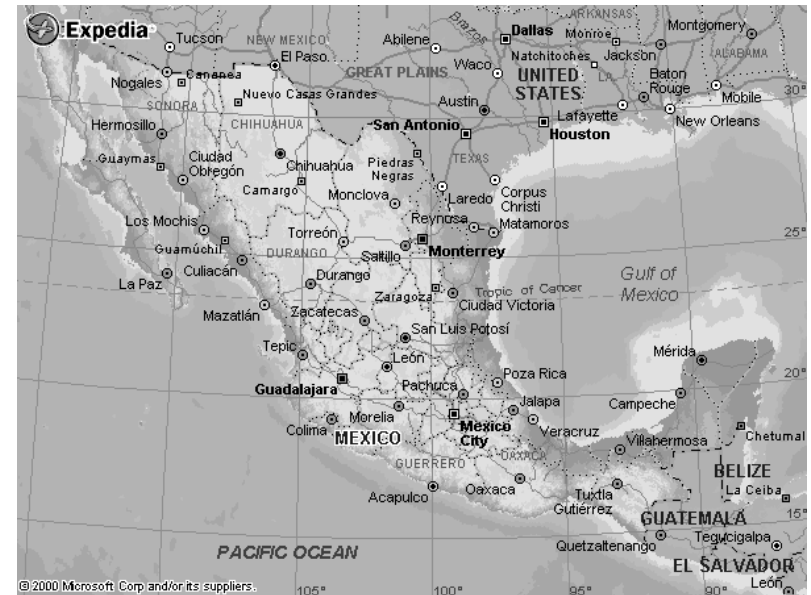 Expedia
Tucson
NEW MEXICO
Abilene
Brazos
Dallas
ARKANSAS
Monroe
Montgomery
El Paso
Waco
Natchitoches
Jackson
ALABAMA
Nogales
Cananea
GREAT PLAINS
UNITED
STATES
LA.
Baton
Rouge
SONORA
Nuevo Casas Grandes
Austin
Mobile
30°
Hermosillo
CHIHUAHUA
San Antonio
Lafayette
New Orleans
Houston
Guaymas
Ciudad
Obregón
Chihuahua
Piedras
Negras
TEXAS
Camargo
Monclova
Laredo
Corpus
Christi
Los Mochis
Reynosa
Matamoros
Torreón
25°
Guamúchil
DURANGO
Saltillo
Monterrey
Culiacán
La Paz
Durango
Gulf of
Mexico
Zaragoza
Tropic of Cancer
Ciudad Victoria
Mazatlán
Zacatecas
San Luis Potosí
Tepic
León
Mérida
Poza Rica
20°
Guadalajara
Pachuca
Jalapa
Campeche
Colima
Morelia
Mexico
City
Veracruz
Chetumal
MEXICO
Villahermosa
GUERRERO
OAXACA
BELIZE
Acapulco
Oaxaca
Tuxtla
Gutiérrez
La Ceiba
15°
GUATEMALA
Quetzaltenango
Tegucigalpa
PACIFIC OCEAN
EL SALVADOR
León
© 2000 Microsoft Corp and/or its suppliers.
105°
100°
95°
90°